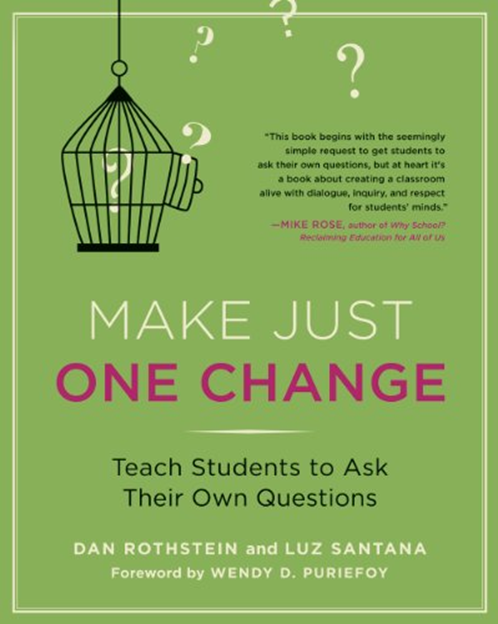 "This book begins with the seemingly
simple request to get students to
ask their own questions, but at heart it's
a book about creating a classroom
alive with dialogue, inquiry, and respect
for students' minds."
—MIKE ROSE, author of Why School?
Reclaiming Education for All of Us
MAKE JUST
ONE CHANGE
Teach Students to Ask
Their Own Questions
DAN ROTHSTEIN and LUZ SANTANA
Foreword by WENDY D. PURIEFOY